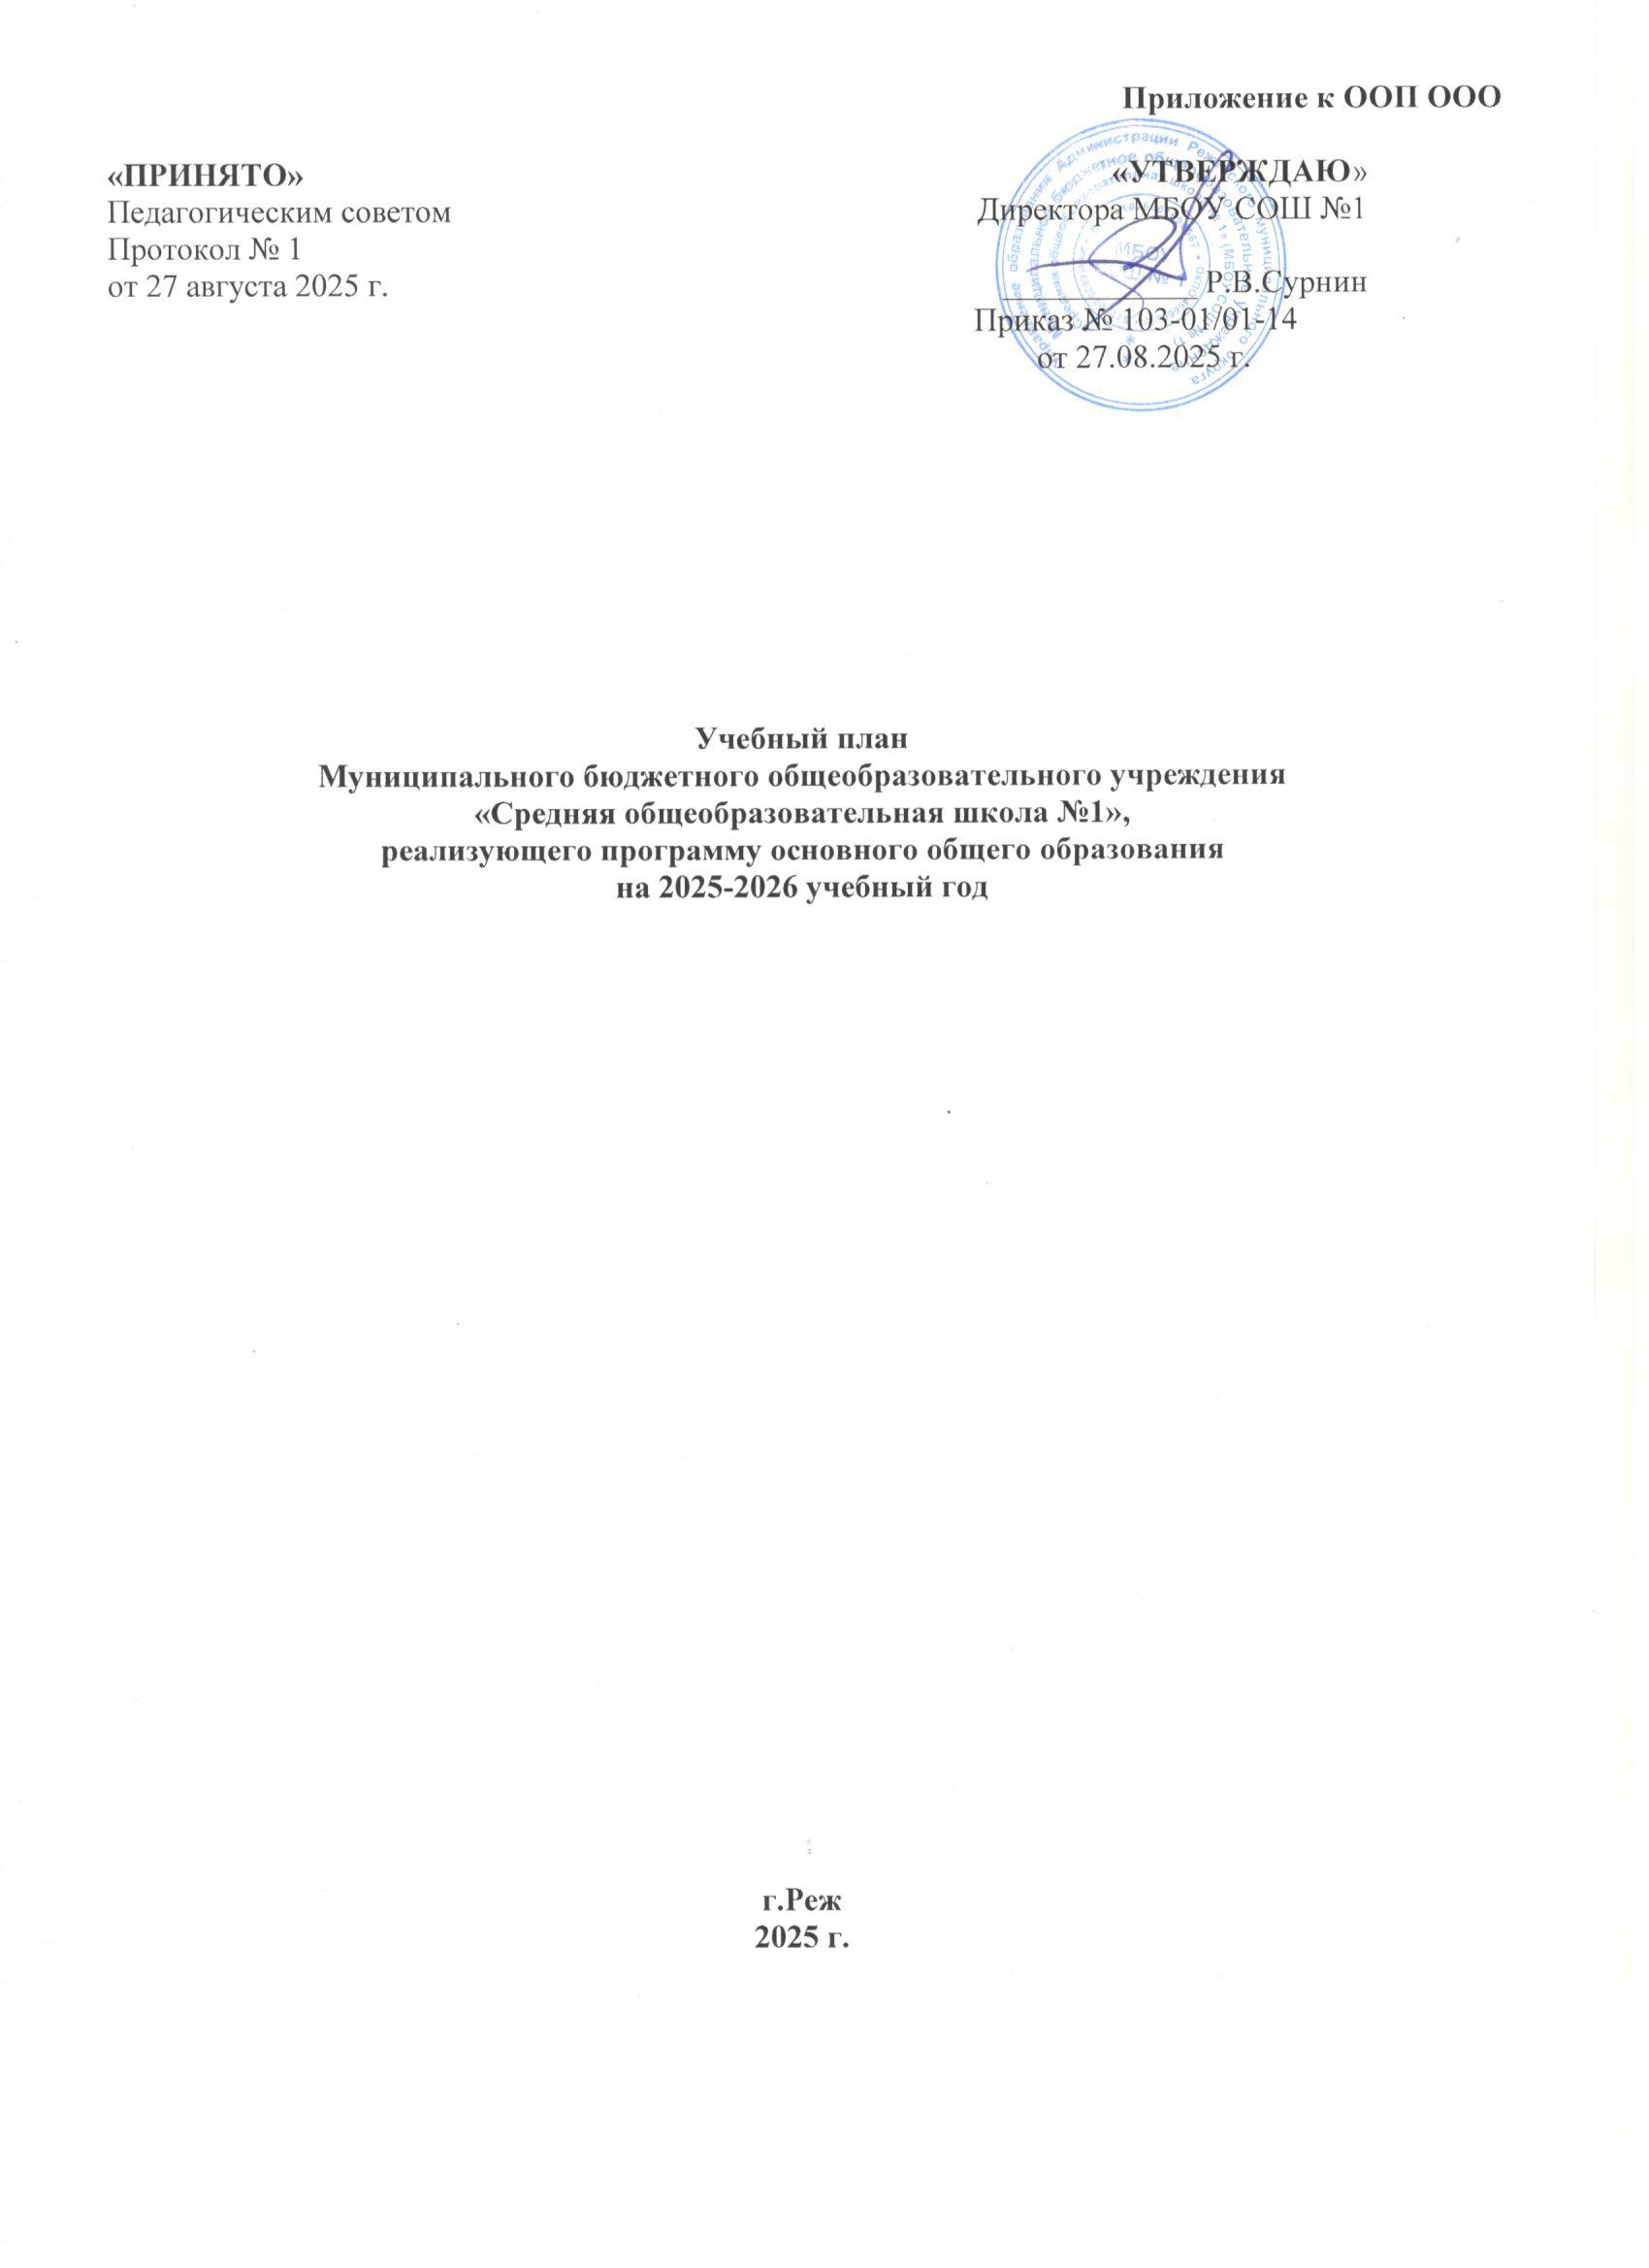 Приложение к ООП ООО
«ПРИНЯТО»
Педагогическим советом
Протокол № 1
от 27 августа 2025 г.
«УТВЕРЖДАЮ»
Директора МБОУ СОШ №1
____________ Р.В.Сурнин
Приказ № 103-01/01-14
от 27.08.2025 г.
Учебный план
Муниципального бюджетного общеобразовательного учреждения
«Средняя общеобразовательная школа №1»,
реализующего программу основного общего образования
на 2025-2026 учебный год
г.Реж
2025 г.